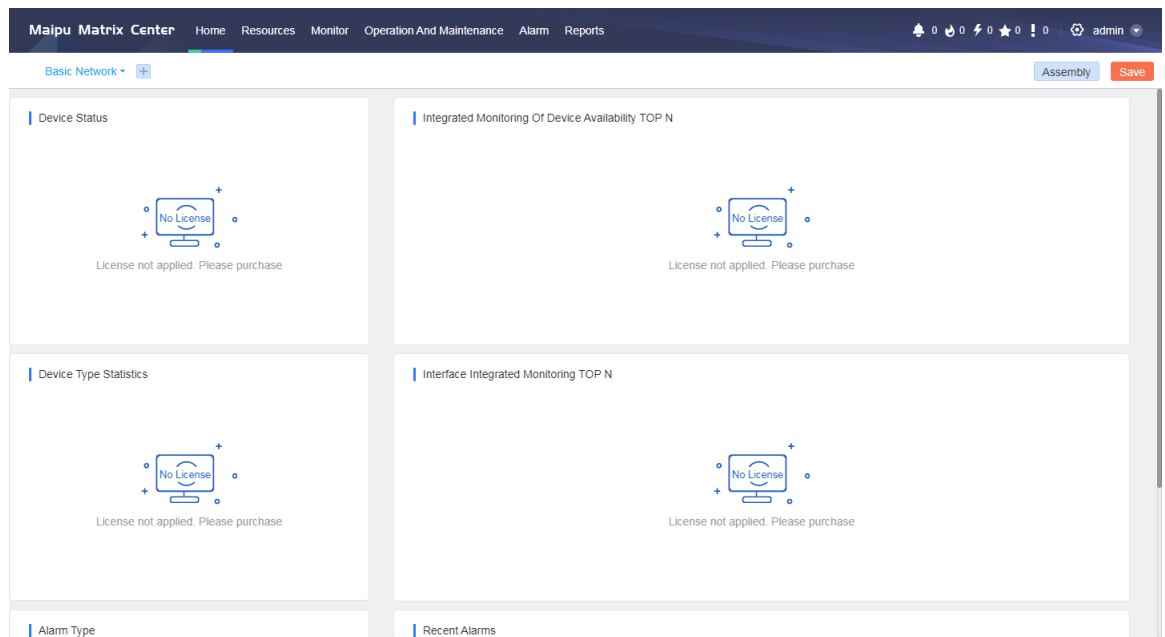 Maipu Matrix Center Home Resources Monitor Operation And Maintenance Alarm Reports 0 0 0 0 0 admin
Basic Network + Assembly Save
Device Status
No License
License not applied. Please purchase
Integrated Monitoring Of Device Availability TOP N
No License
License not applied. Please purchase
Device Type Statistics
No License
License not applied. Please purchase
Interface Integrated Monitoring TOP N
No License
License not applied. Please purchase
Alarm Type
Recent Alarms